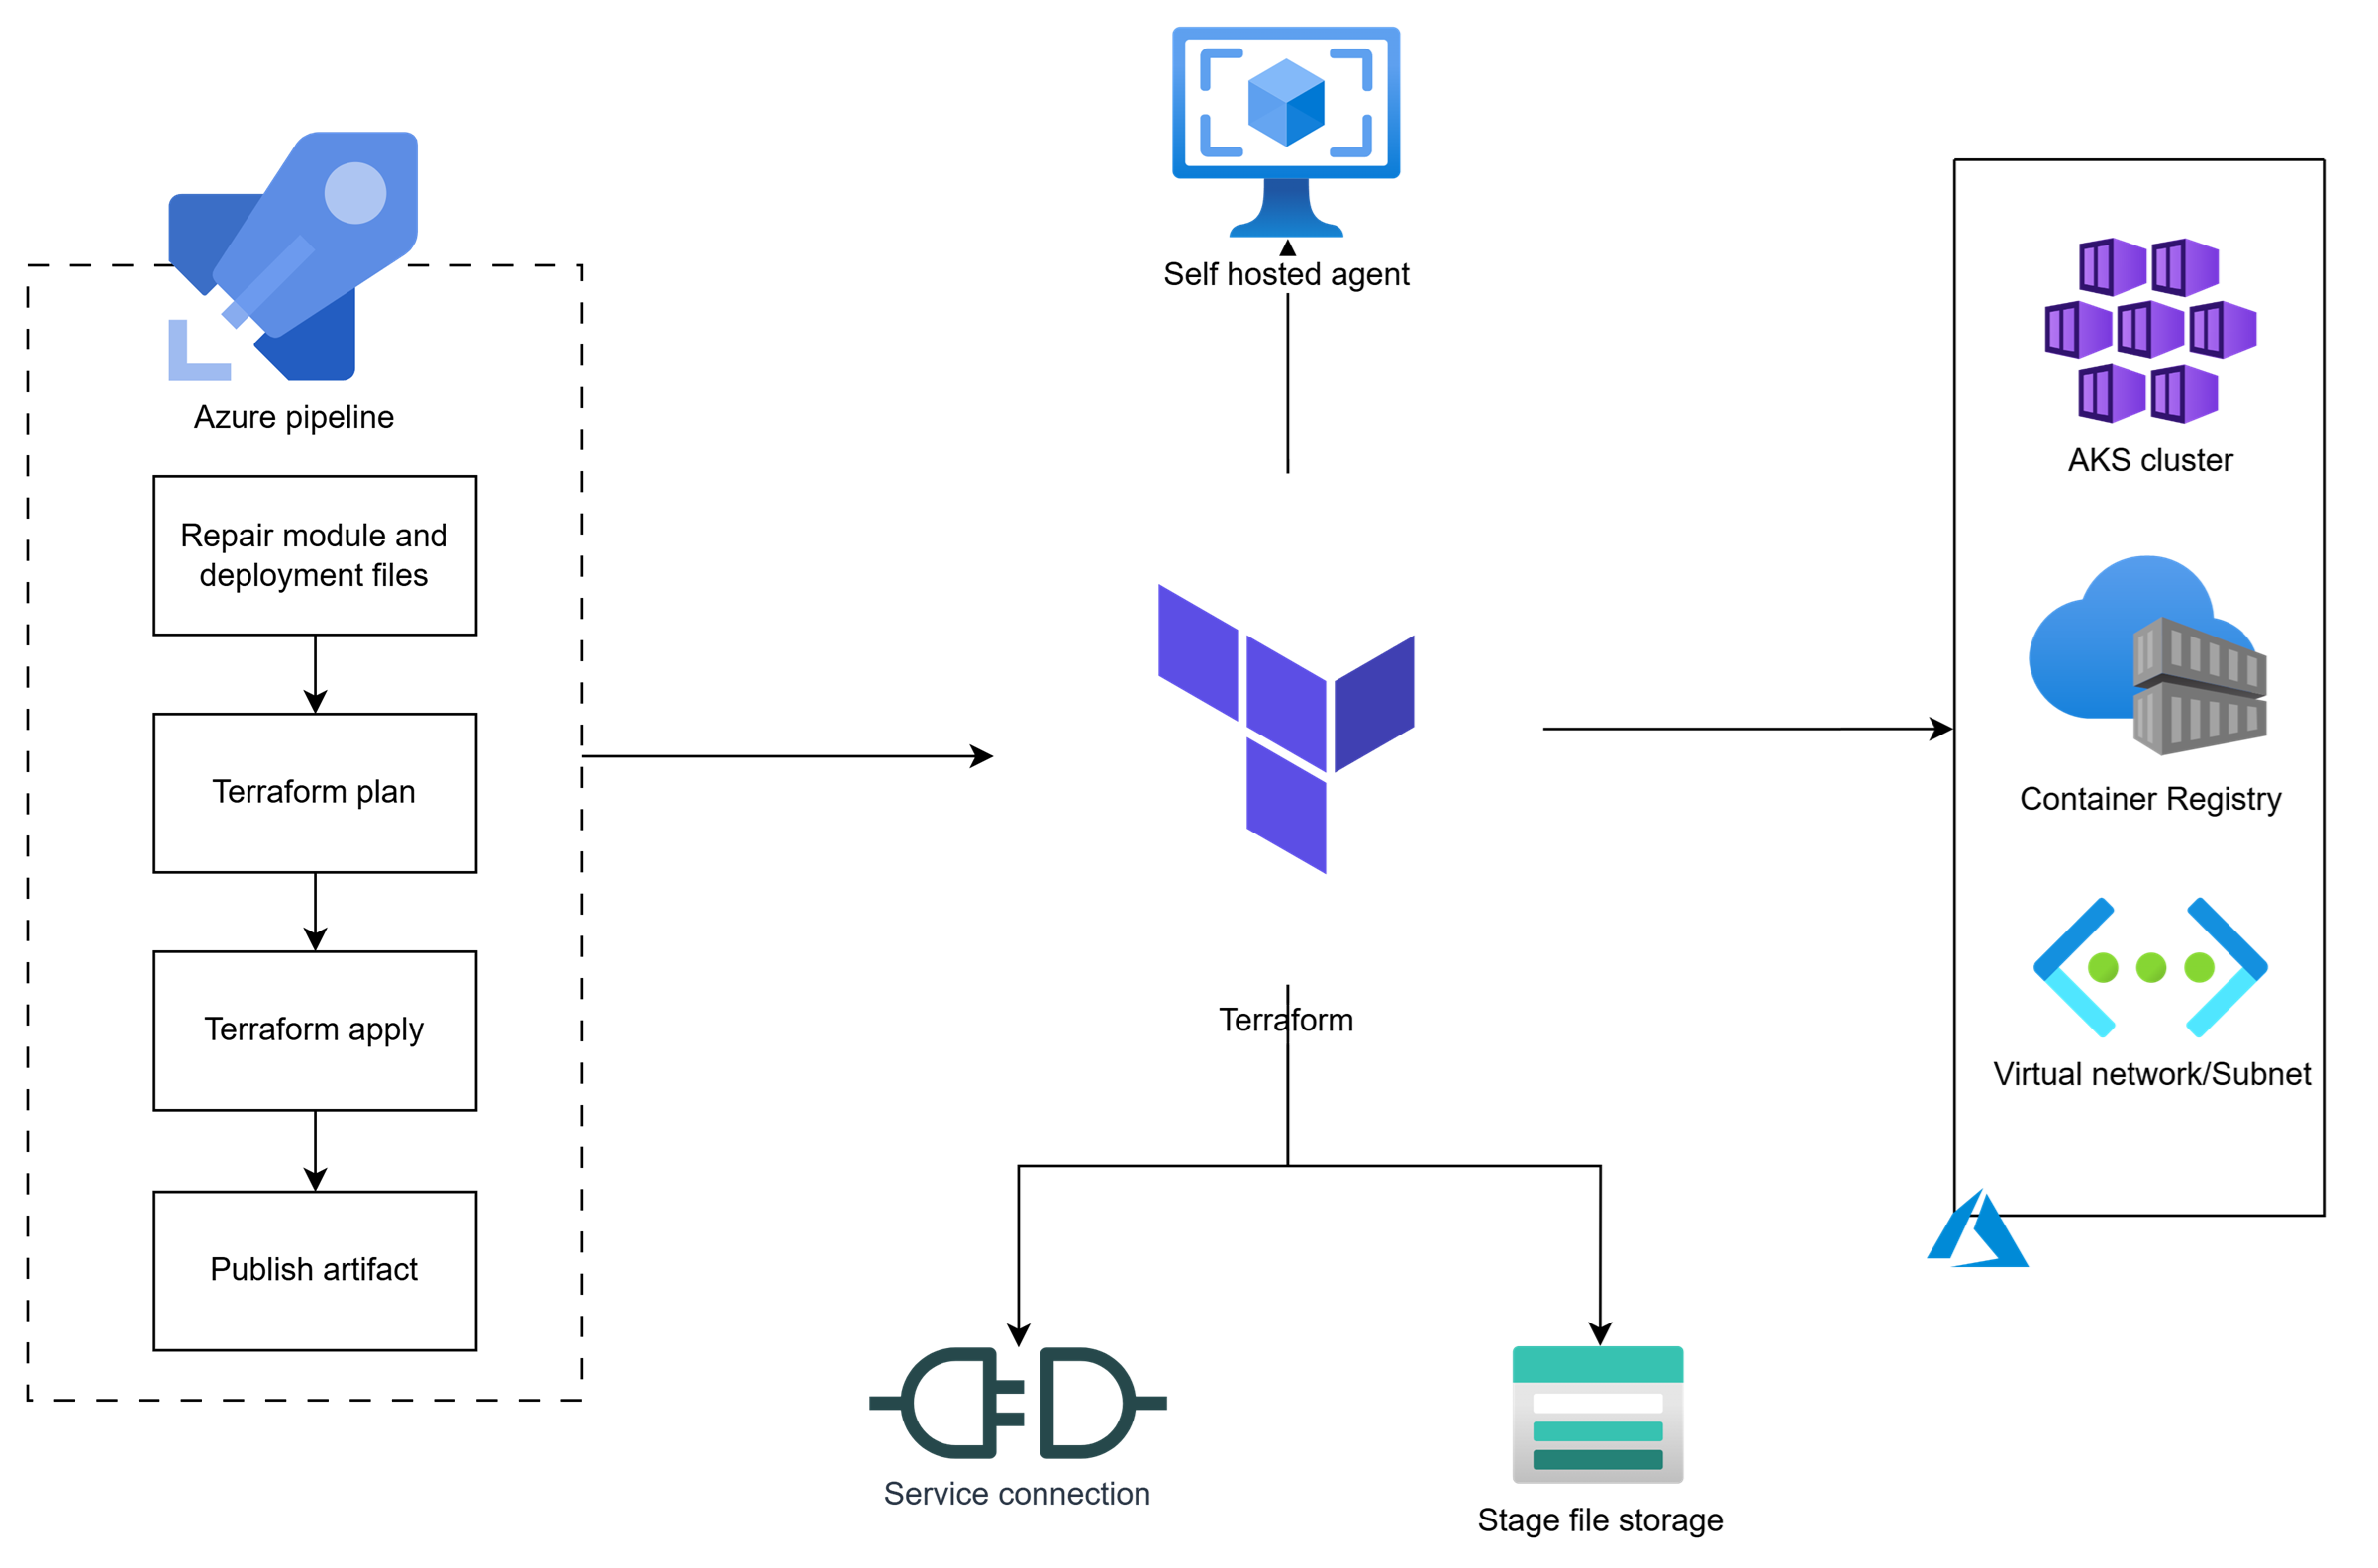 Azure pipeline
Repair module and
deployment files
Terraform plan
Terraform apply
Publish artifact
Self hosted agent
Terraform
Service connection
Stage file storage
AKS cluster
Container Registry
Virtual network/Subnet